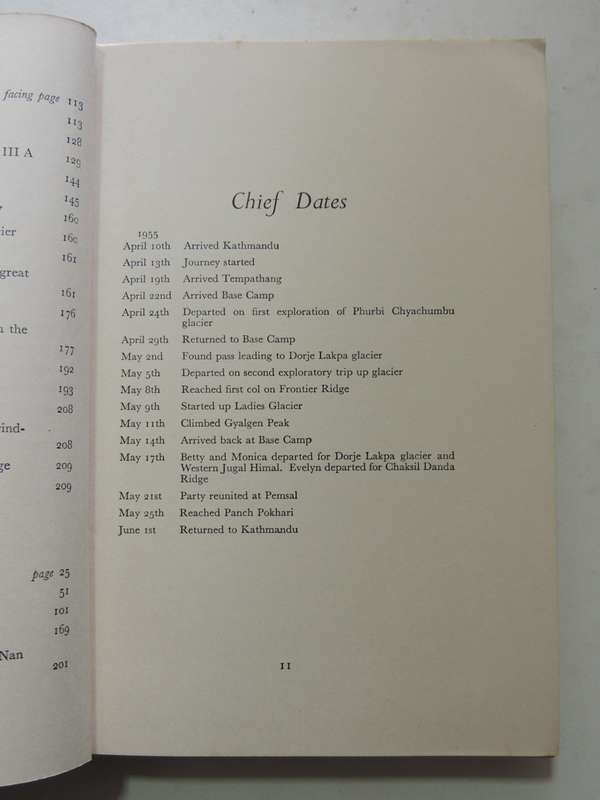 facing page 113
113
128
III A 129
144
145
160
ier 160
161
great
161
176
n the
177
192
193
208
ind-
208
ge 209
209
page 25
51
101
169
Nan
201
Chief Dates
1955
April 10th Arrived Kathmandu
April 13th Journey started
April 19th Arrived Tempathang
April 22nd Arrived Base Camp
April 24th Departed on first exploration of Phurbi Chyachumbu
glacier
April 29th Returned to Base Camp
May 2nd Found pass leading to Dorje Lakpa glacier
May 5th Departed on second exploratory trip up glacier
May 8th Reached first col on Frontier Ridge
May 9th Started up Ladies Glacier
May 11th Climbed Gyalgen Peak
May 14th Arrived back at Base Camp
May 17th Betty and Monica departed for Dorje Lakpa glacier and
Western Jugal Himal. Evelyn departed for Chaksil Danda
Ridge
May 21st Party reunited at Pemsal
May 25th Reached Panch Pokhari
June 1st Returned to Kathmandu
11